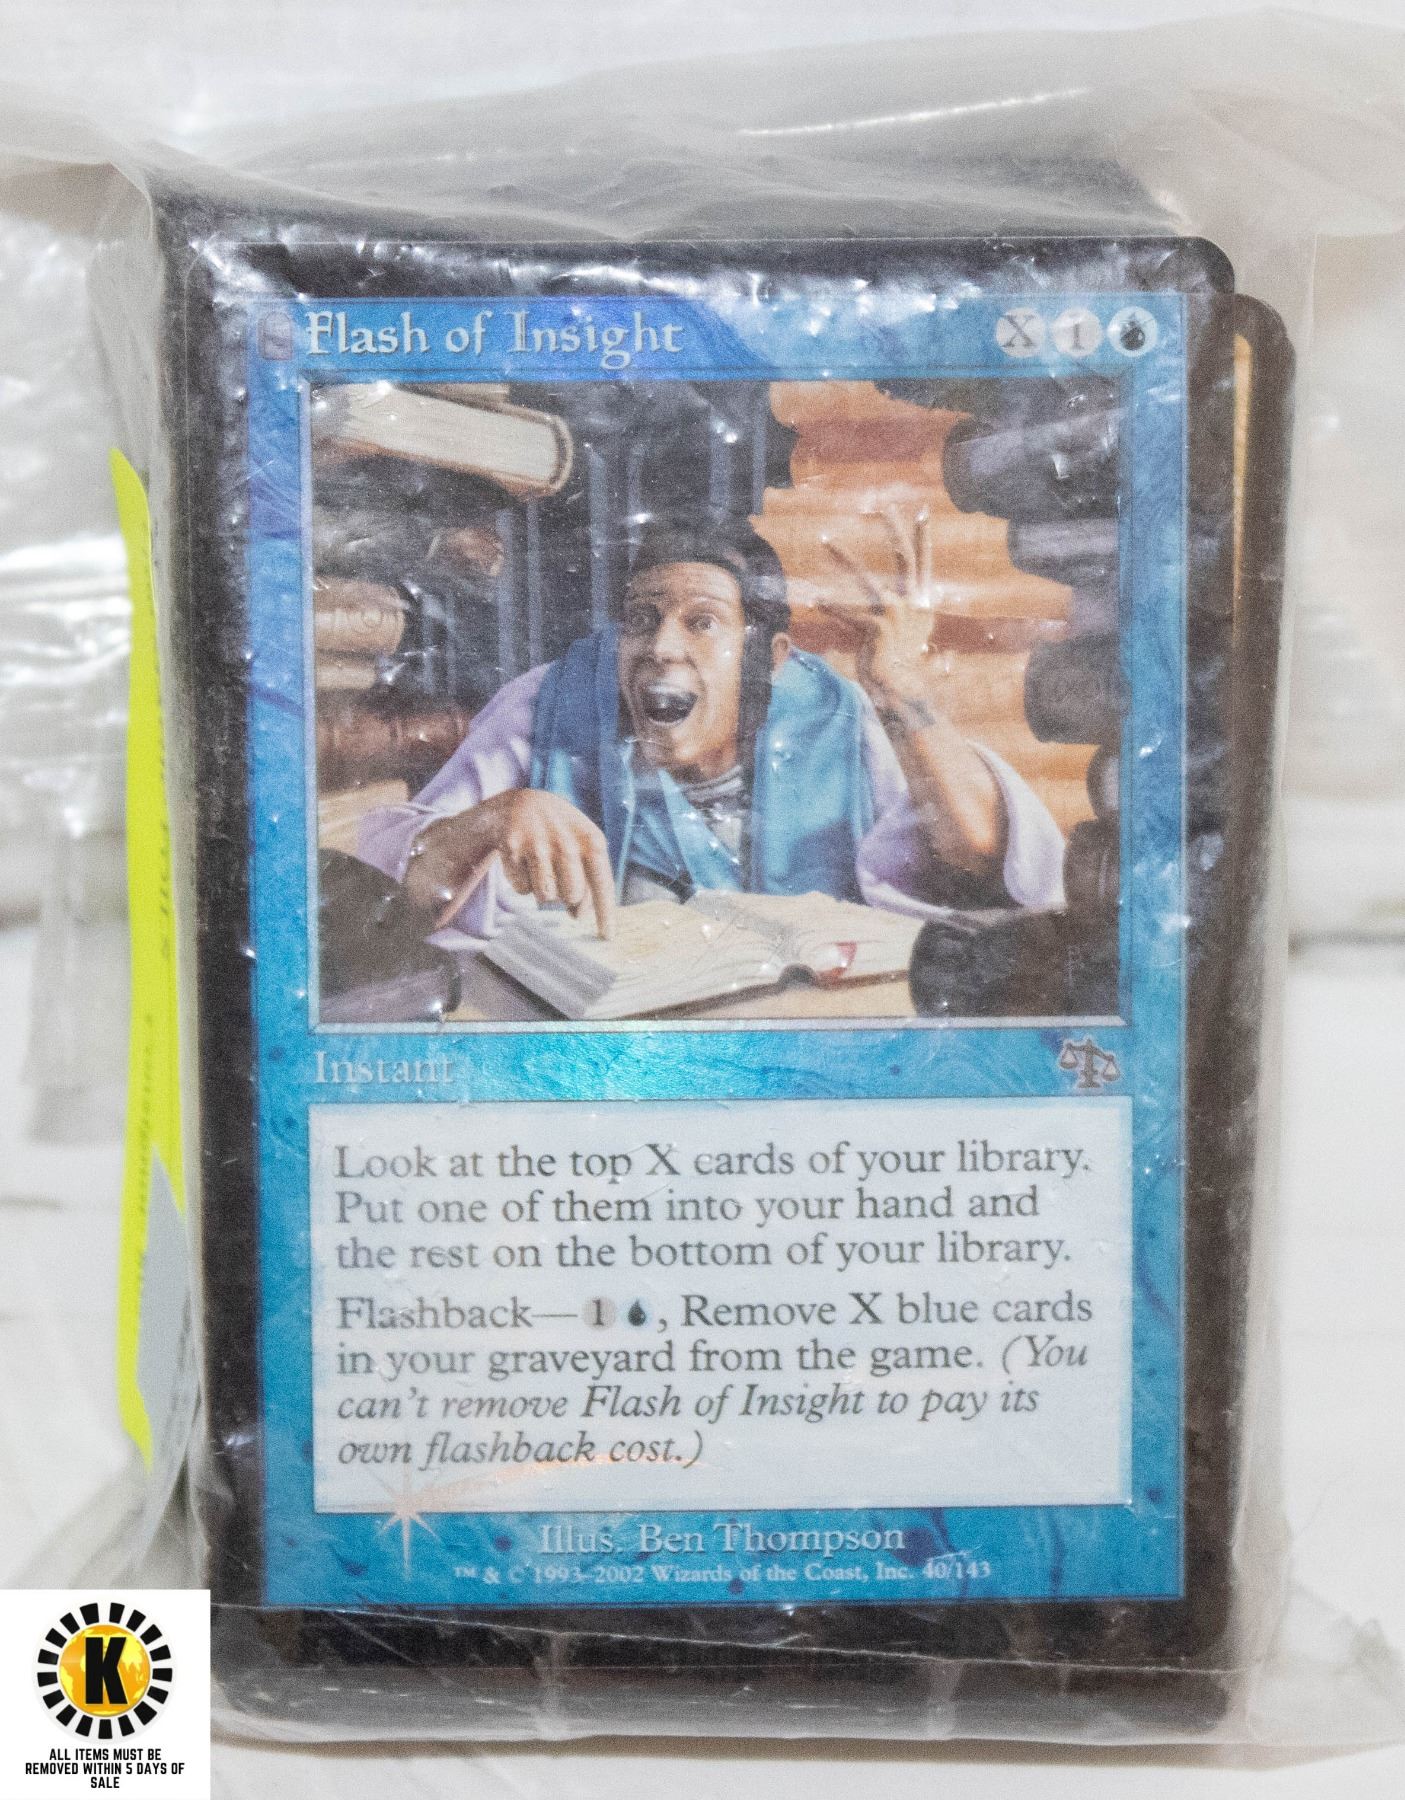 Flash of Insight X 1
Instant
Look at the top X cards of your library.
Put one of them into your hand and
the rest on the bottom of your library.
Flashback—1 , Remove X blue cards
in your graveyard from the game. (You
can't remove Flash of Insight to pay its
own flashback cost.)
Illus. Ben Thompson
™ & © 1993–2002 Wizards of the Coast, Inc. 40/143
K
ALL ITEMS MUST BE
REMOVED WITHIN 5 DAYS OF
SALE